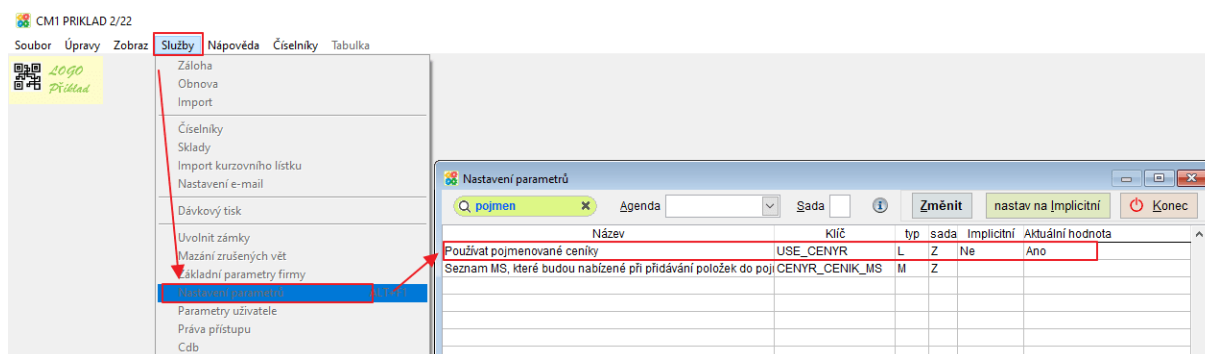 CM1 PRIKLAD 2/22
Soubor Úpravy Zobraz Služby Nápověda Číselníky Tabulka
LOGO
Příklad
Záloha
Obnova
Import
Číselníky
Sklady
Import kurzovního lístku
Nastavení e-mail
Dávkový tisk
Uvolnit zámky
Mazání zrušených vět
Základní parametry firmy
Nastavení parametrů
Parametry uživatele
Práva přístupu
Cdb
Nastavení parametrů
pojmen Agenda Sada Změnit nastav na Implicitní Konec
Název Klíč typ sada Implicitní Aktuální hodnota
Používat pojmenované ceníky USE_CENYR L Z Ne Ano
Seznam MS, které budou nabízené při přidávání položek do poj CENYR_CENIK_MS M Z